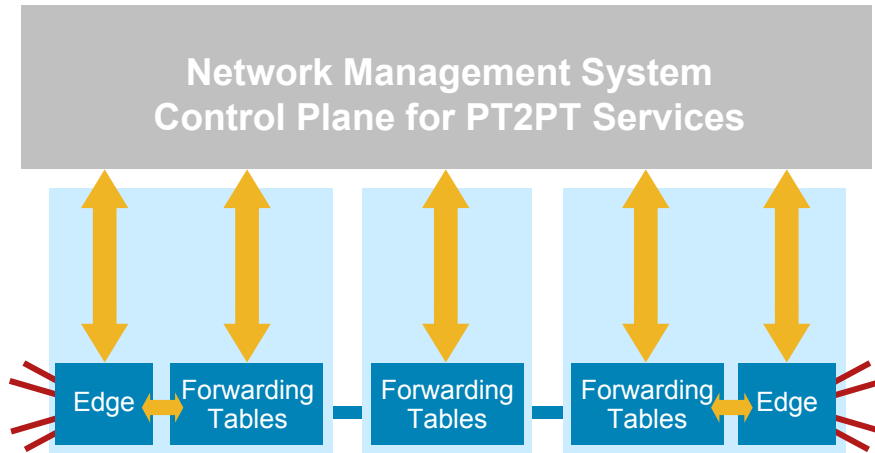 Network Management System
Control Plane for PT2PT Services
Edge
Forwarding
Tables
Forwarding
Tables
Forwarding
Tables
Edge